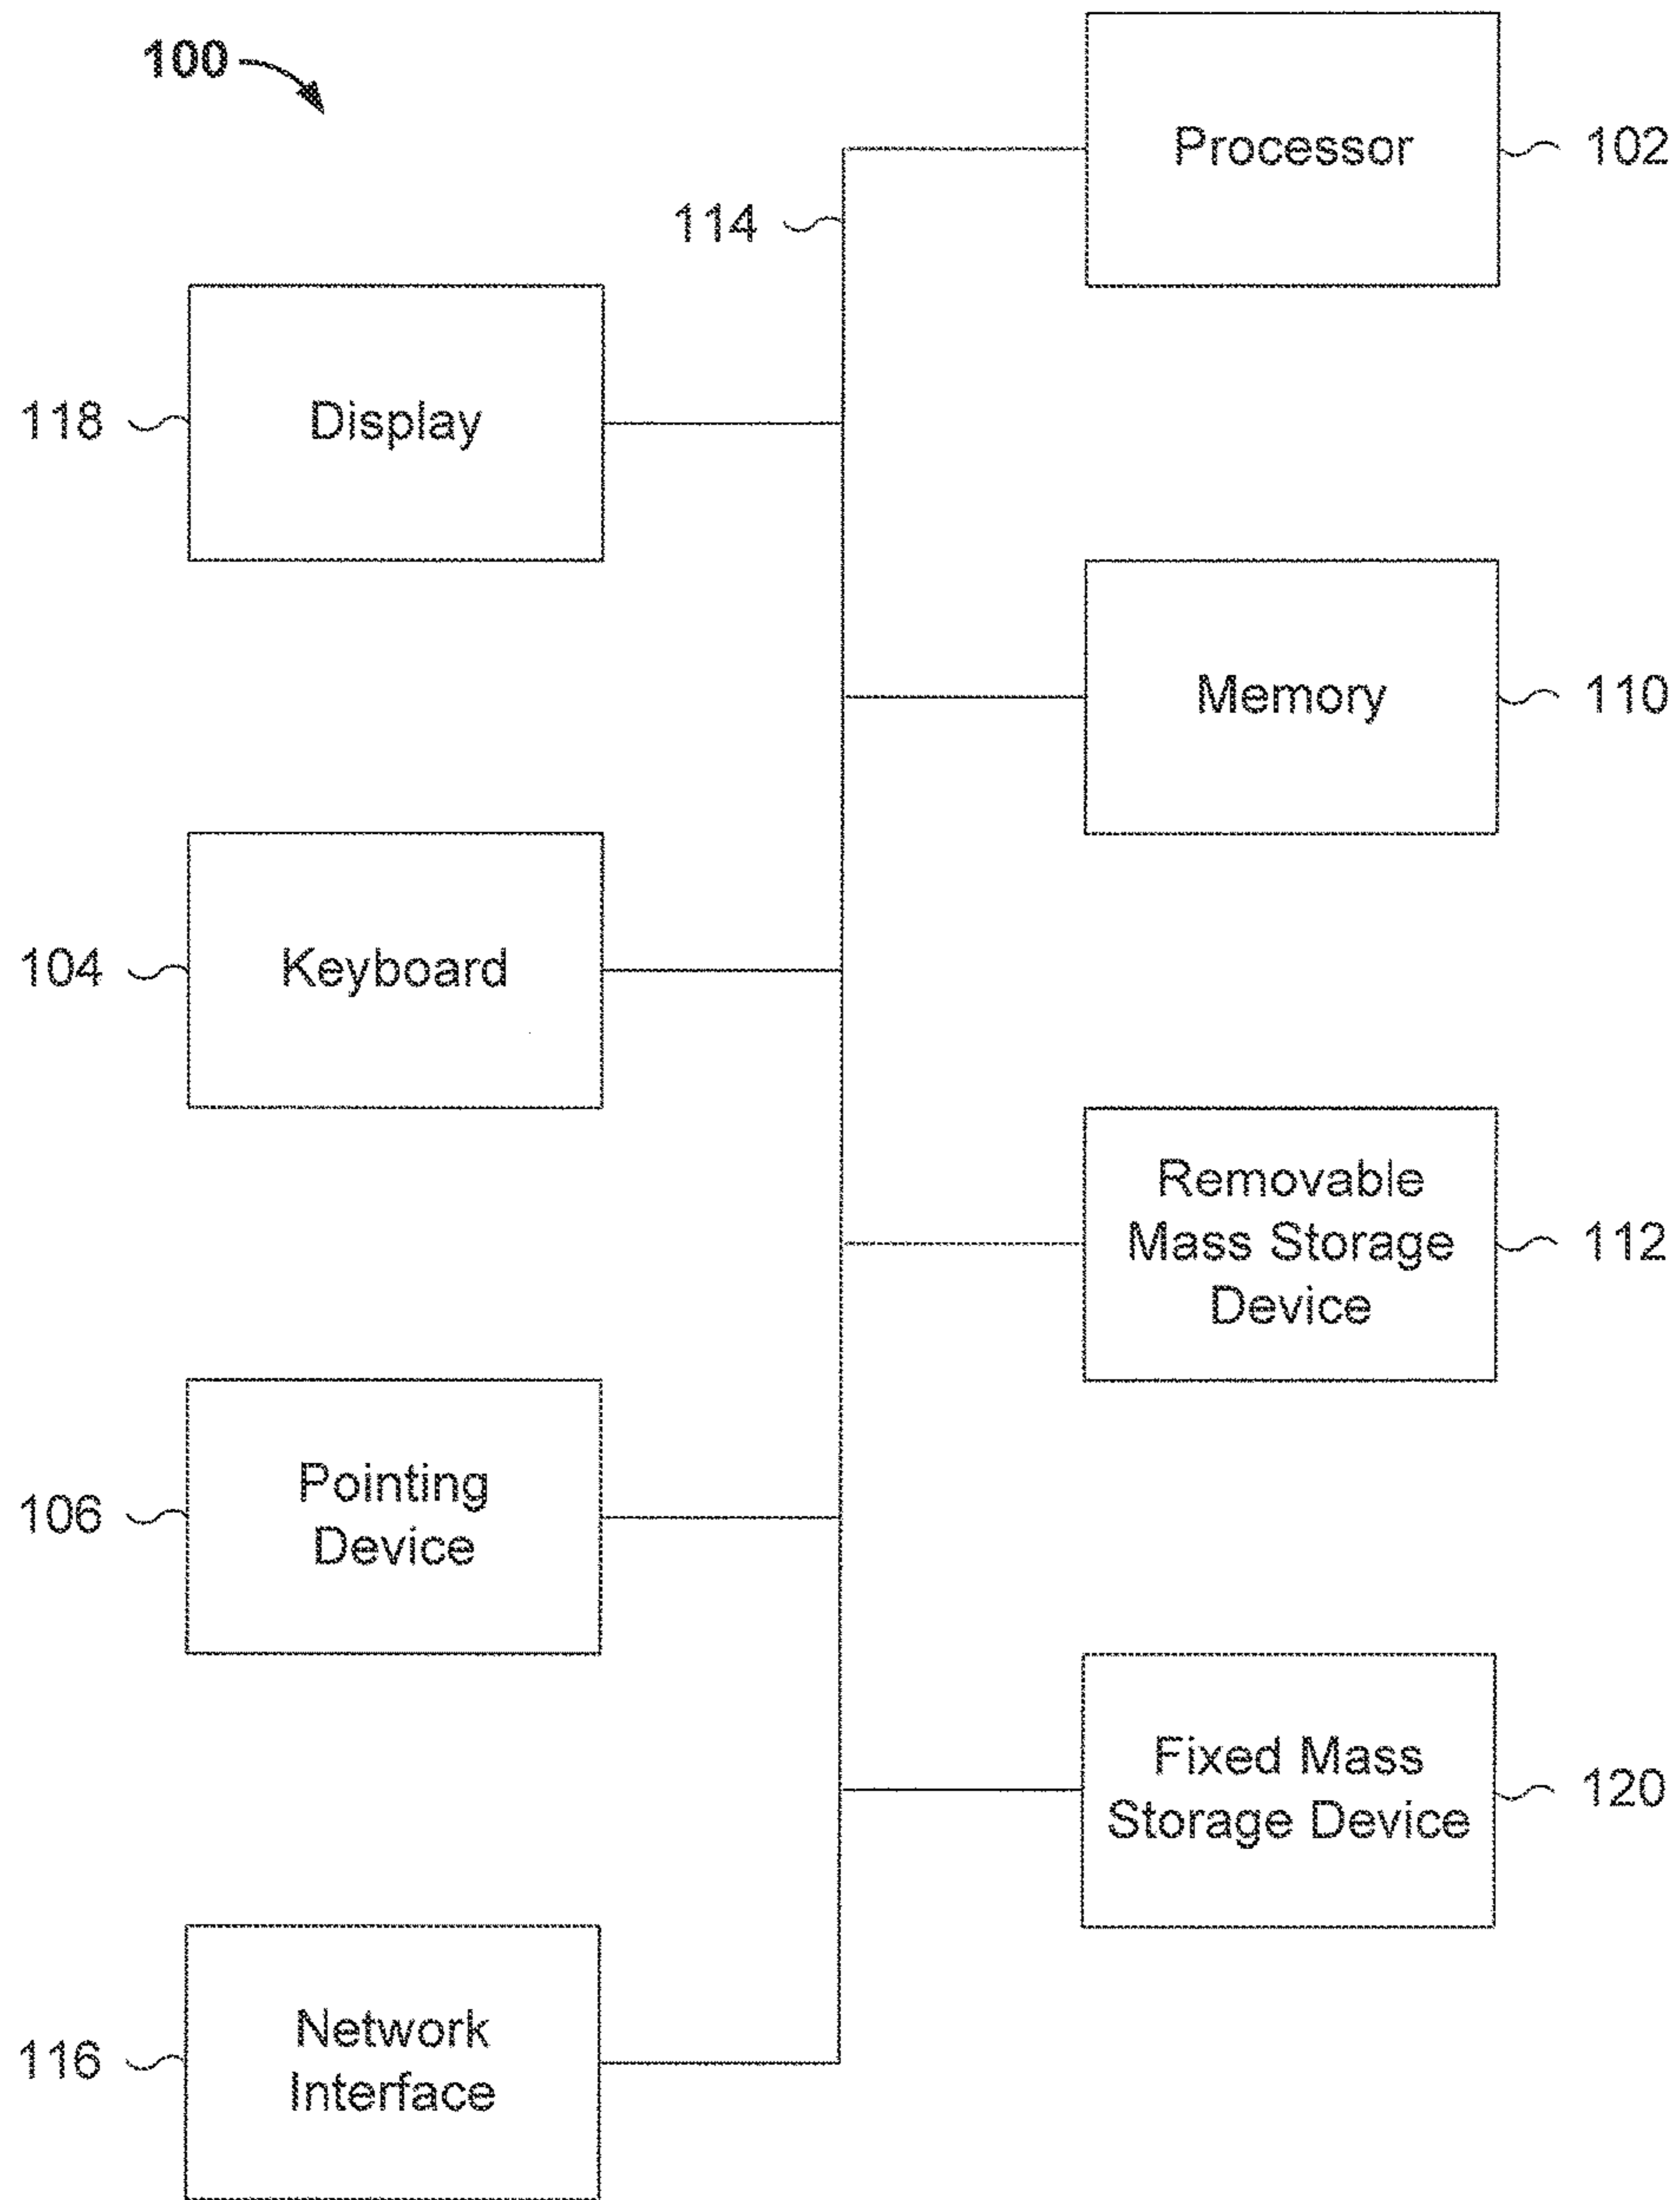 100
Processor
102
114
118
Display
Memory
110
104
Keyboard
Removable
Mass Storage
Device
112
106
Pointing
Device
Fixed Mass
Storage Device
120
116
Network
Interface